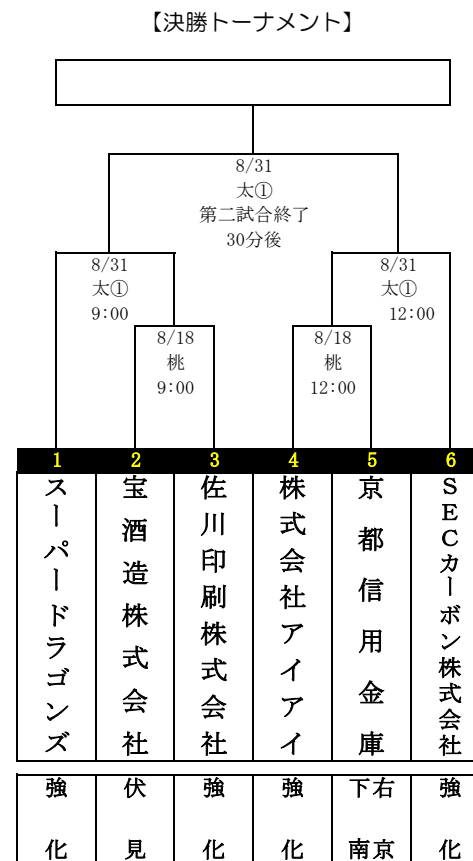 【決勝トーナメント】
8/31
太①
第二試合終了
30分後
8/31
太①
9:00
8/31
太①
12:00
8/18
桃
9:00
8/18
桃
12:00
1 2 3 4 5 6
スーパードラゴンズ
宝酒造株式会社
佐川印刷株式会社
株式会社アイアイ
京都信用金庫
SECカーボン株式会社
強化
伏見
強化
強化
下右
南京
強化